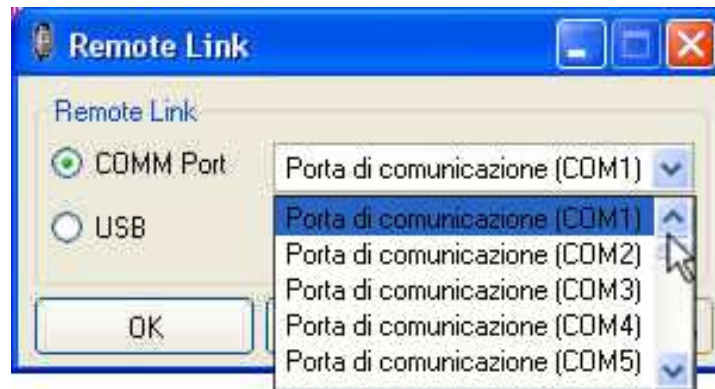 Remote Link
Remote Link
COMM Port
Porta di comunicazione (COM1)
USB
Porta di comunicazione (COM1)
Porta di comunicazione (COM2)
Porta di comunicazione (COM3)
Porta di comunicazione (COM4)
Porta di comunicazione (COM5)
OK